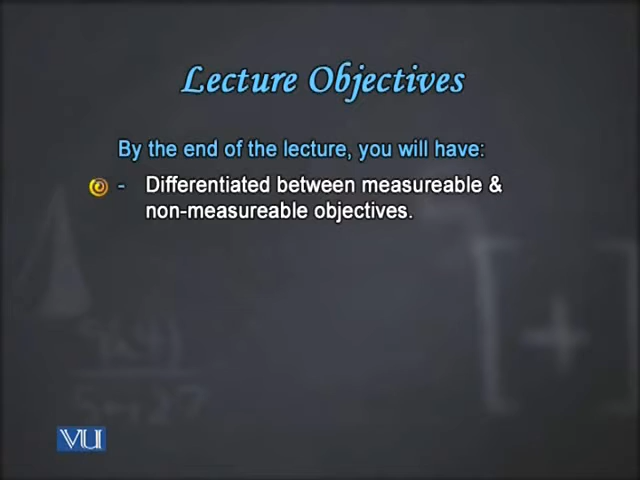 Lecture Objectives
By the end of the lecture, you will have:
- Differentiated between measureable &
non-measureable objectives.
VU